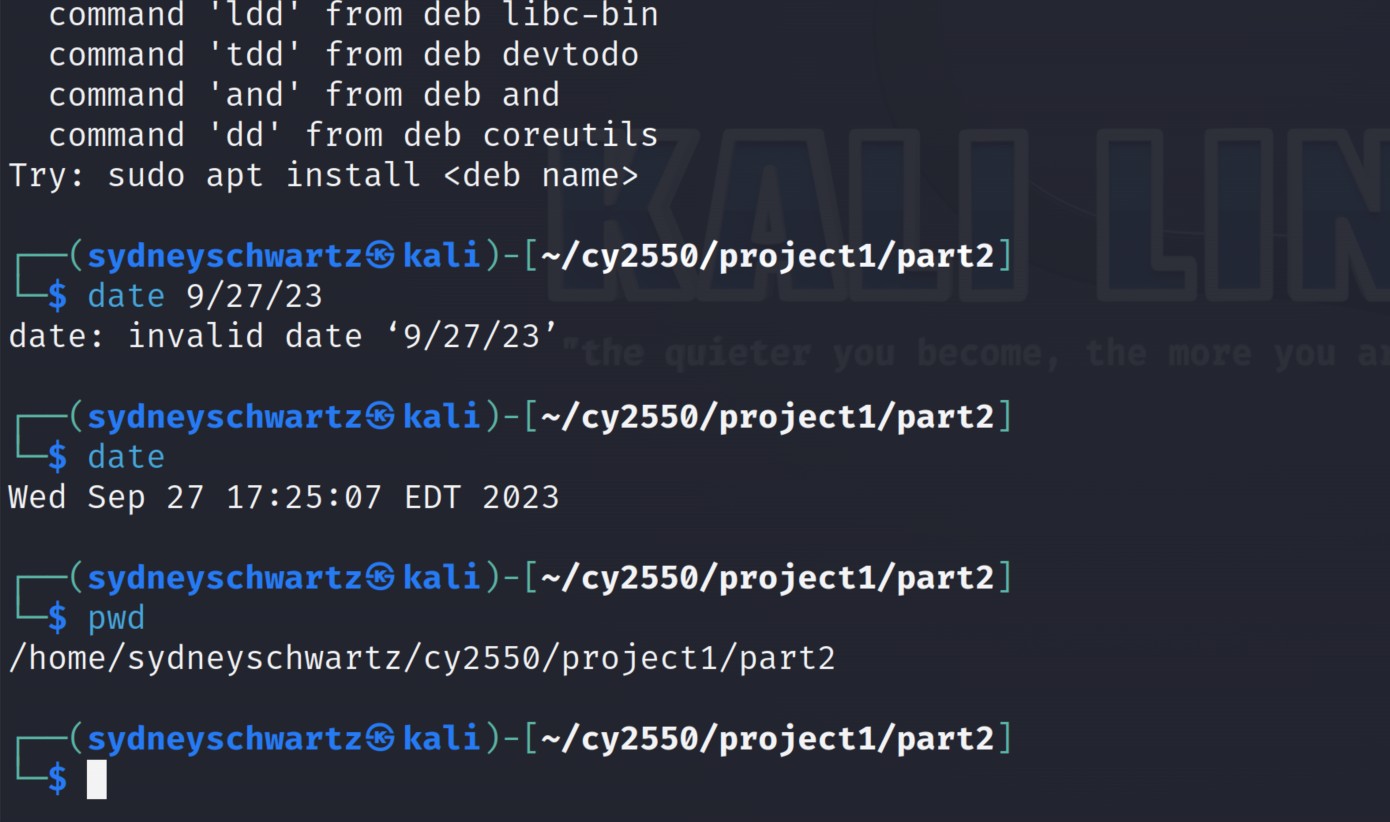 command 'ldd' from deb libc-bin
command 'tdd' from deb devtodo
command 'and' from deb and
command 'dd' from deb coreutils
Try: sudo apt install <deb name>
┌──(sydneyschwartz㉿kali)-[~/cy2550/project1/part2]
└─$ date 9/27/23
date: invalid date ‘9/27/23’
┌──(sydneyschwartz㉿kali)-[~/cy2550/project1/part2]
└─$ date
Wed Sep 27 17:25:07 EDT 2023
┌──(sydneyschwartz㉿kali)-[~/cy2550/project1/part2]
└─$ pwd
/home/sydneyschwartz/cy2550/project1/part2
┌──(sydneyschwartz㉿kali)-[~/cy2550/project1/part2]
└─$
KALI LIN
"the quieter you become, the more you ar